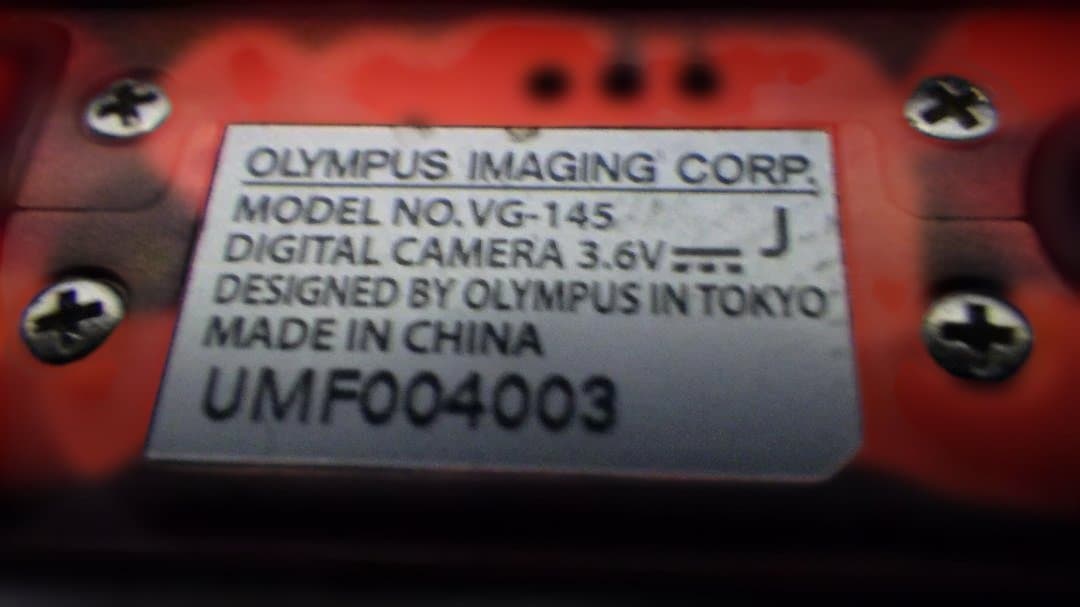 OLYMPUS IMAGING CORP.
MODEL NO. VG-145 J
DIGITAL CAMERA 3.6V
DESIGNED BY OLYMPUS IN TOKYO
MADE IN CHINA
UMF004003